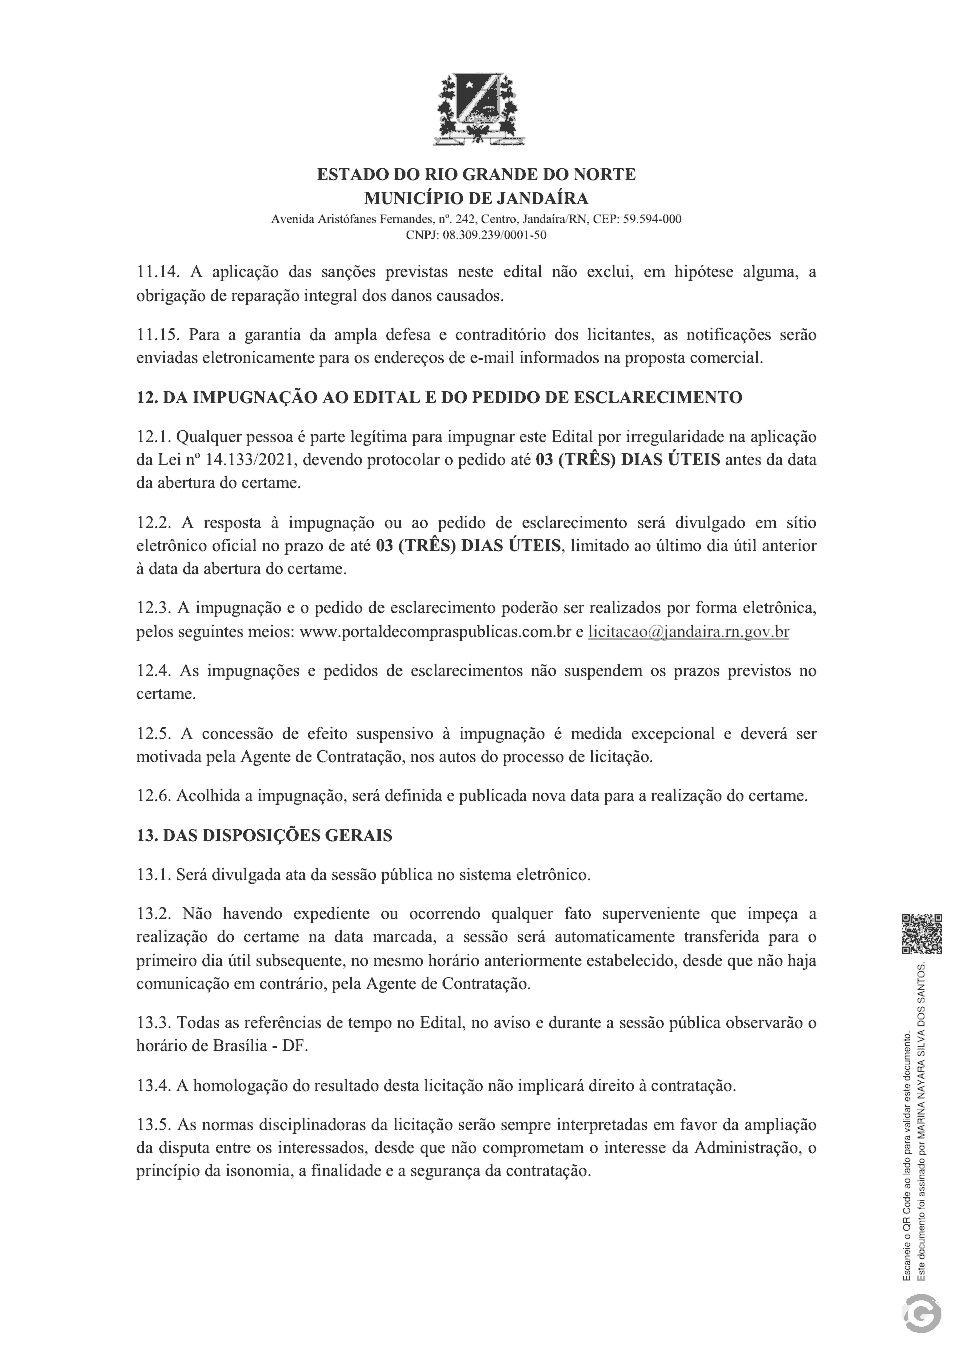 ESTADO DO RIO GRANDE DO NORTE
MUNICÍPIO DE JANDAÍRA
Avenida Aristófanes Fernandes, nº. 242, Centro, Jandaíra/RN, CEP: 59.594-000
CNPJ: 08.309.239/0001-50
11.14. A aplicação das sanções previstas neste edital não exclui, em hipótese alguma, a
obrigação de reparação integral dos danos causados.
11.15. Para a garantia da ampla defesa e contraditório dos licitantes, as notificações serão
enviadas eletronicamente para os endereços de e-mail informados na proposta comercial.
12. DA IMPUGNAÇÃO AO EDITAL E DO PEDIDO DE ESCLARECIMENTO
12.1. Qualquer pessoa é parte legítima para impugnar este Edital por irregularidade na aplicação
da Lei nº 14.133/2021, devendo protocolar o pedido até 03 (TRÊS) DIAS ÚTEIS antes da data
da abertura do certame.
12.2. A resposta à impugnação ou ao pedido de esclarecimento será divulgado em sítio
eletrônico oficial no prazo de até 03 (TRÊS) DIAS ÚTEIS, limitado ao último dia útil anterior
à data da abertura do certame.
12.3. A impugnação e o pedido de esclarecimento poderão ser realizados por forma eletrônica,
pelos seguintes meios: www.portaldecompraspublicas.com.br e licitacao@jandaira.rn.gov.br
12.4. As impugnações e pedidos de esclarecimentos não suspendem os prazos previstos no
certame.
12.5. A concessão de efeito suspensivo à impugnação é medida excepcional e deverá ser
motivada pela Agente de Contratação, nos autos do processo de licitação.
12.6. Acolhida a impugnação, será definida e publicada nova data para a realização do certame.
13. DAS DISPOSIÇÕES GERAIS
13.1. Será divulgada ata da sessão pública no sistema eletrônico.
13.2. Não havendo expediente ou ocorrendo qualquer fato superveniente que impeça a
realização do certame na data marcada, a sessão será automaticamente transferida para o
primeiro dia útil subsequente, no mesmo horário anteriormente estabelecido, desde que não haja
comunicação em contrário, pela Agente de Contratação.
13.3. Todas as referências de tempo no Edital, no aviso e durante a sessão pública observarão o
horário de Brasília - DF.
13.4. A homologação do resultado desta licitação não implicará direito à contratação.
13.5. As normas disciplinadoras da licitação serão sempre interpretadas em favor da ampliação
da disputa entre os interessados, desde que não comprometam o interesse da Administração, o
princípio da isonomia, a finalidade e a segurança da contratação.
Escaneie o QR Code ao lado para validar este documento.
Este documento foi assinado por MARINA NAYARA SILVA DOS SANTOS.
G